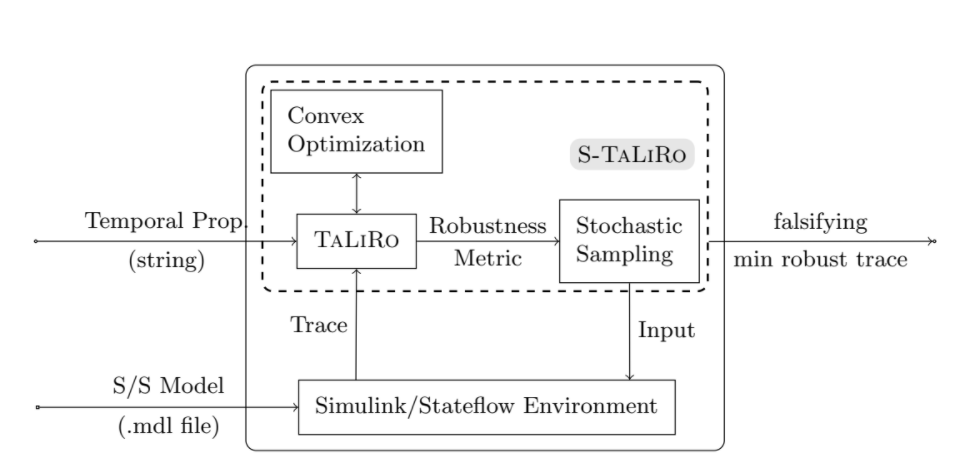 Convex
Optimization
S-TALIRO
Temporal Prop.
(string)
TALIRO
Robustness
Metric
Stochastic
Sampling
falsifying
min robust trace
Trace
Input
S/S Model
(.mdl file)
Simulink/Stateflow Environment